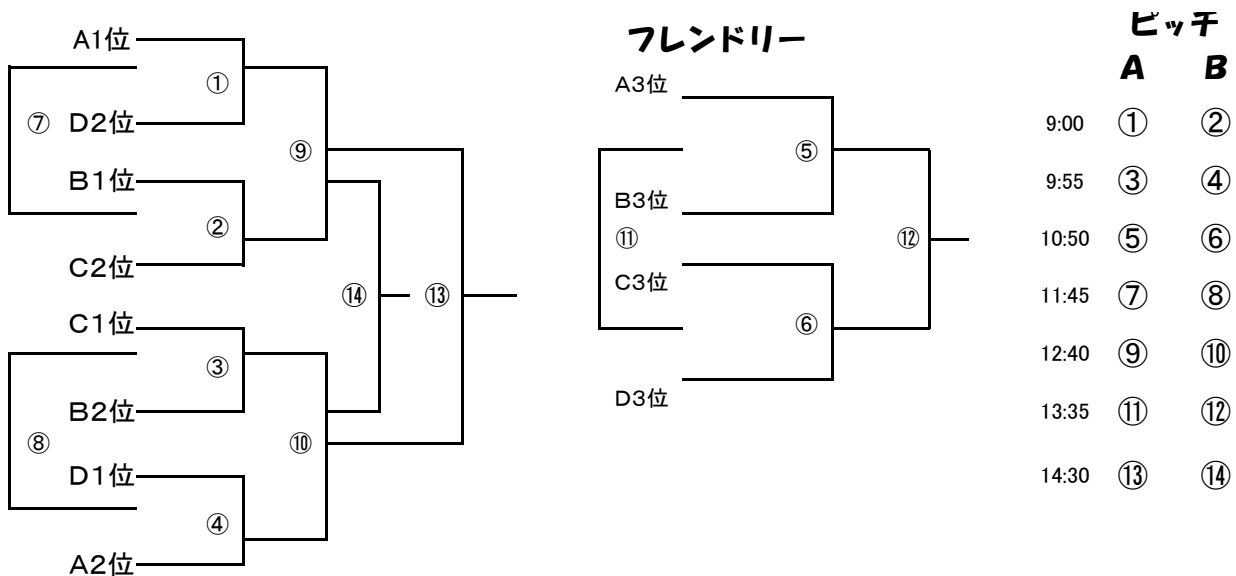 A1位
①
⑦
D2位
⑨
B1位
②
C2位
⑭
⑬
C1位
③
B2位
⑧
⑩
D1位
④
A2位
フレンドリー
A3位
⑤
B3位
⑪
⑫
C3位
⑥
D3位
ピッチ
A B
9:00 ① ②
9:55 ③ ④
10:50 ⑤ ⑥
11:45 ⑦ ⑧
12:40 ⑨ ⑩
13:35 ⑪ ⑫
14:30 ⑬ ⑭